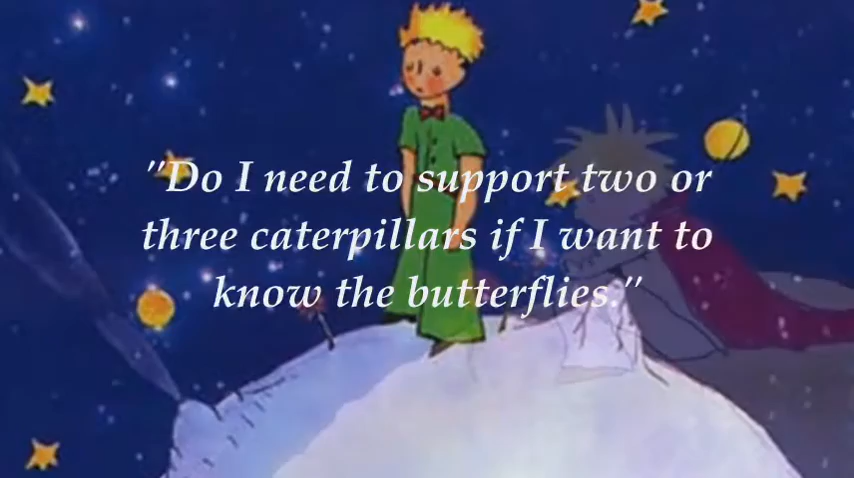 "Do I need to support two or
three caterpillars if I want to
know the butterflies."